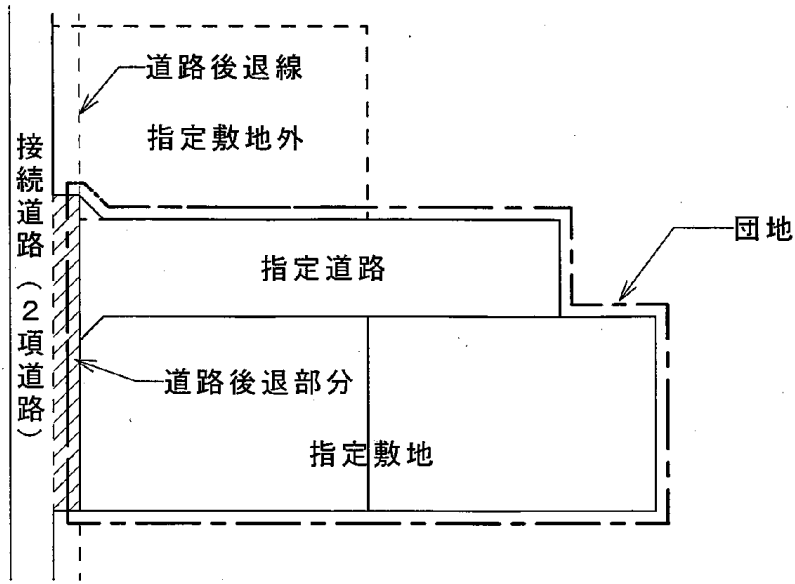 道路後退線
指定敷地外
接続道路（2項道路）
団地
指定道路
道路後退部分
指定敷地